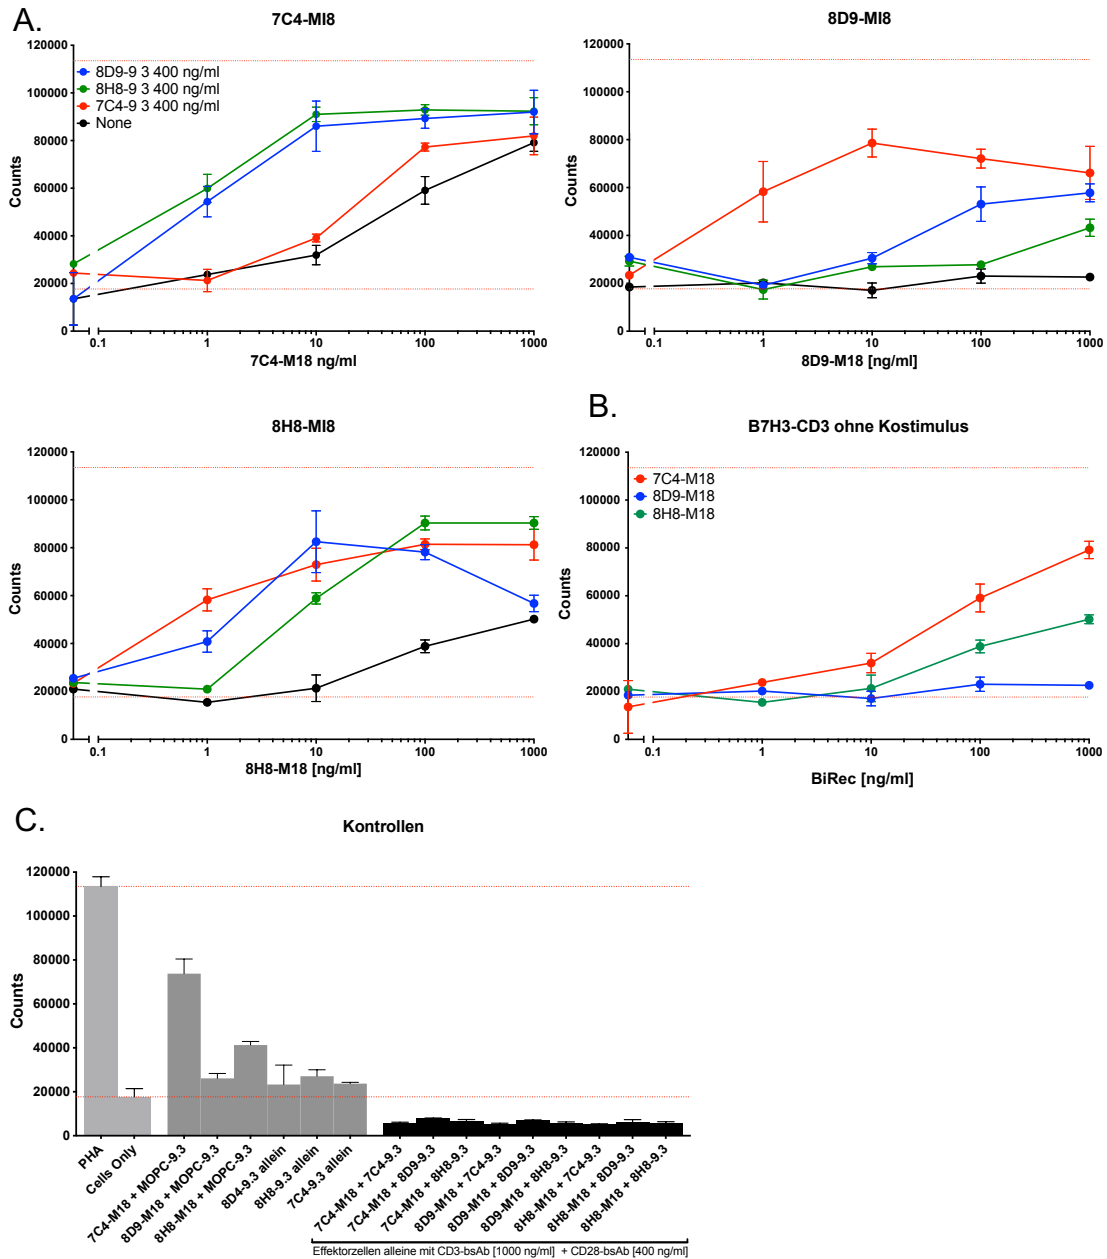 A.
7C4-MI8
120000
100000
80000
60000
40000
20000
0
Counts
8D9-9 3 400 ng/ml
8H8-9 3 400 ng/ml
7C4-9 3 400 ng/ml
None
0.1 1 10 100 1000
7C4-M18 ng/ml
8D9-MI8
120000
100000
80000
60000
40000
20000
0
Counts
0.1 1 10 100 1000
8D9-M18 [ng/ml]
8H8-MI8
120000
100000
80000
60000
40000
20000
0
Counts
0.1 1 10 100 1000
8H8-M18 [ng/ml]
B.
B7H3-CD3 ohne Kostimulus
120000
100000
80000
60000
40000
20000
0
Counts
7C4-M18
8D9-M18
8H8-M18
0.1 1 10 100 1000
BiRec [ng/ml]
C.
Kontrollen
120000
100000
80000
60000
40000
20000
0
Counts
PHA
Cells Only
7C4-M18 + MOPC-9.3
8D9-M18 + MOPC-9.3
8H8-M18 + MOPC-9.3
8D4-9.3 allein
8H8-9.3 allein
7C4-9.3 allein
7C4-M18 + 7C4-9.3
7C4-M18 + 8D9-9.3
7C4-M18 + 8H8-9.3
8D9-M18 + 7C4-9.3
8D9-M18 + 8D9-9.3
8D9-M18 + 8H8-9.3
8H8-M18 + 7C4-9.3
8H8-M18 + 8D9-9.3
8H8-M18 + 8H8-9.3
Effektorzellen alleine mit CD3-bsAb [1000 ng/ml] + CD28-bsAb [400 ng/ml]